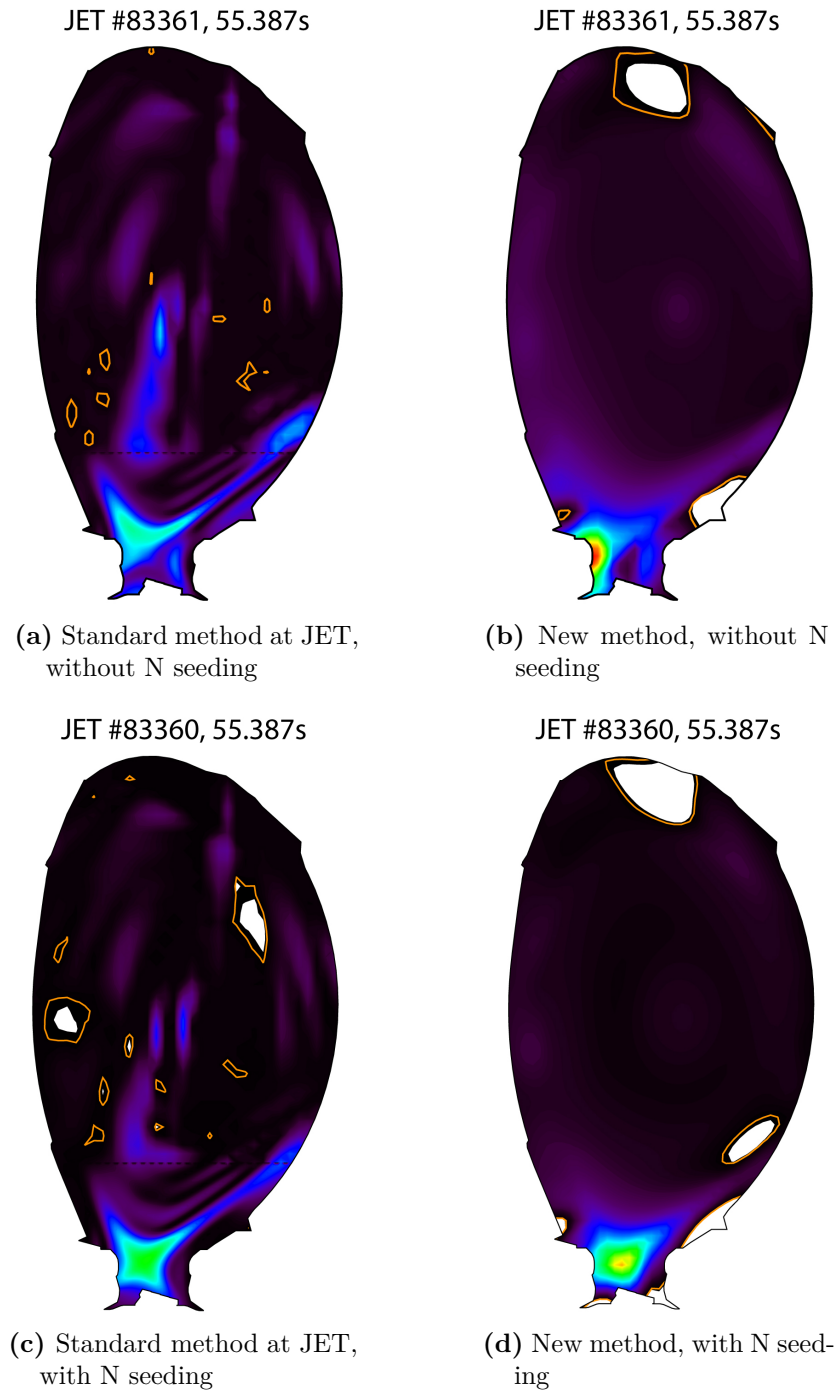 JET #83361, 55.387s
JET #83361, 55.387s
(a) Standard method at JET,
without N seeding
(b) New method, without N
seeding
JET #83360, 55.387s
JET #83360, 55.387s
(c) Standard method at JET,
with N seeding
(d) New method, with N seed-
ing